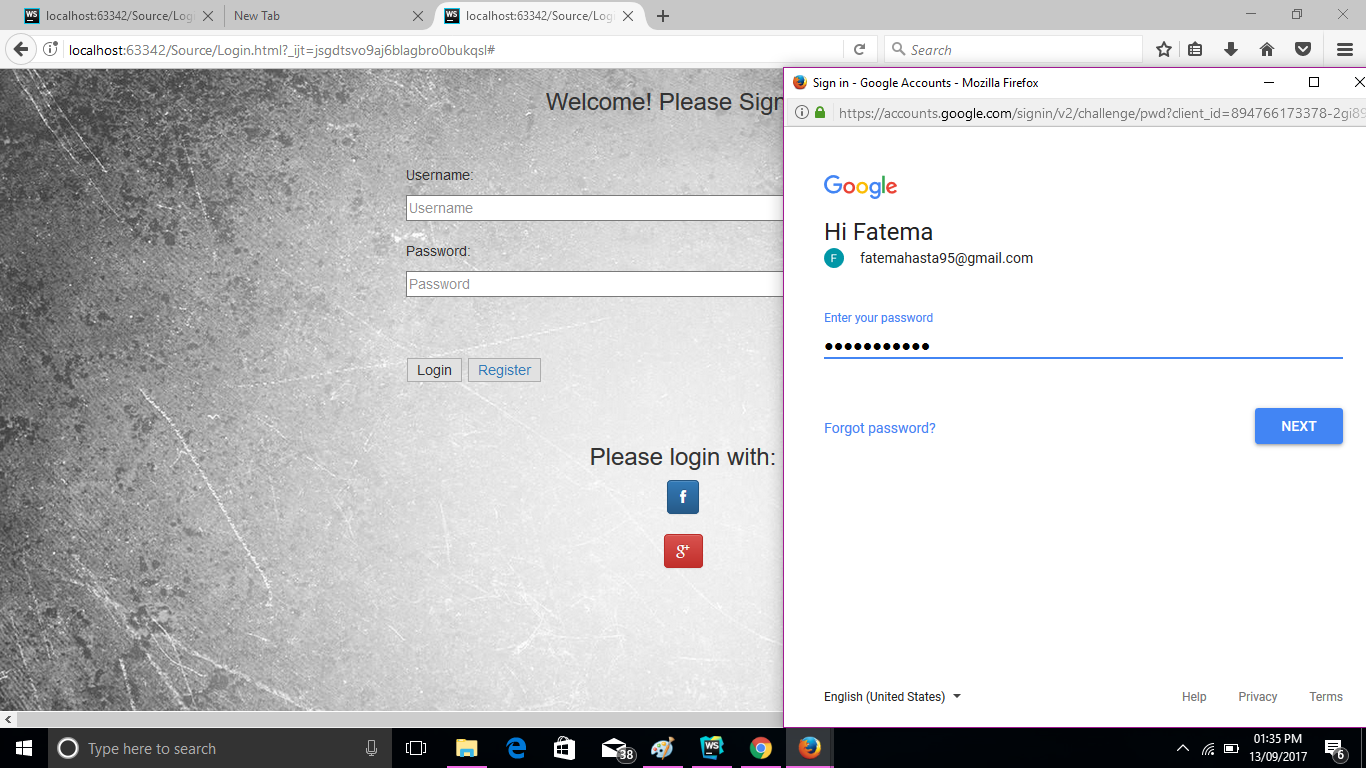 localhost:63342/Source/Log
New Tab
localhost:63342/Source/Log
localhost:63342/Source/Login.html?_ijt=jsgdtsvo9aj6blagbro0bukqsl#
Search
Welcome! Please Sign
Username:
Username
Password:
Password
Login
Register
Please login with:
f
g+
Sign in - Google Accounts - Mozilla Firefox
https://accounts.google.com/signin/v2/challenge/pwd?client_id=894766173378-2gi89
Google
Hi Fatema
F
fatemahasta95@gmail.com
Enter your password
●●●●●●●●●●●
Forgot password?
NEXT
English (United States)
Help
Privacy
Terms
Type here to search
38
WS
01:35 PM
13/09/2017
6